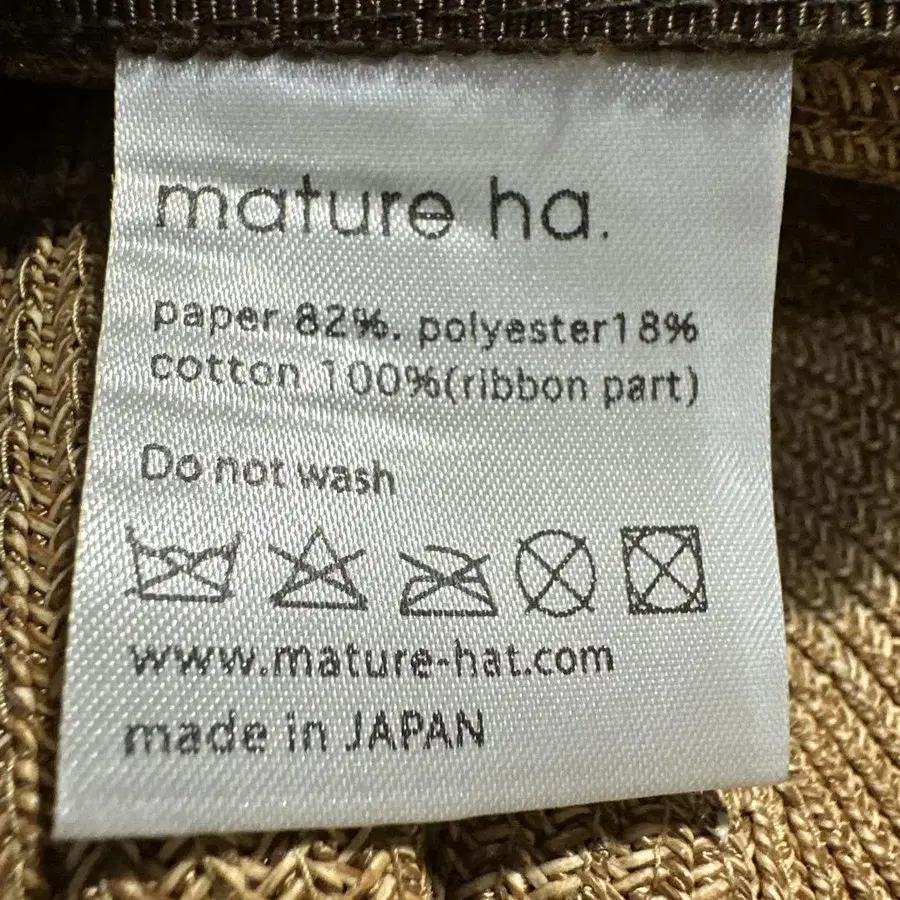 mature ha.
paper 82%. polyester18%
cotton 100%(ribbon part)
Do not wash
www.mature-hat.com
made in JAPAN